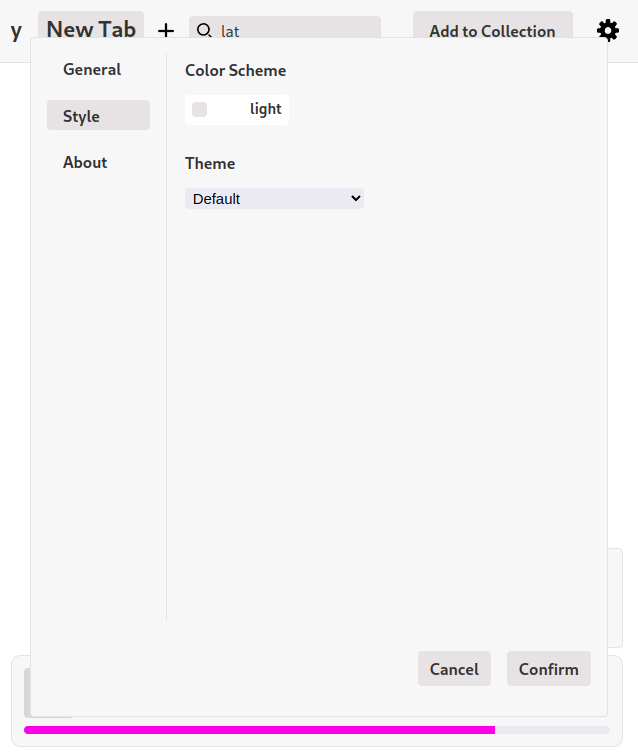 y New Tab + lat Add to Collection
General
Style
About
Color Scheme
light
Theme
Default
Cancel Confirm